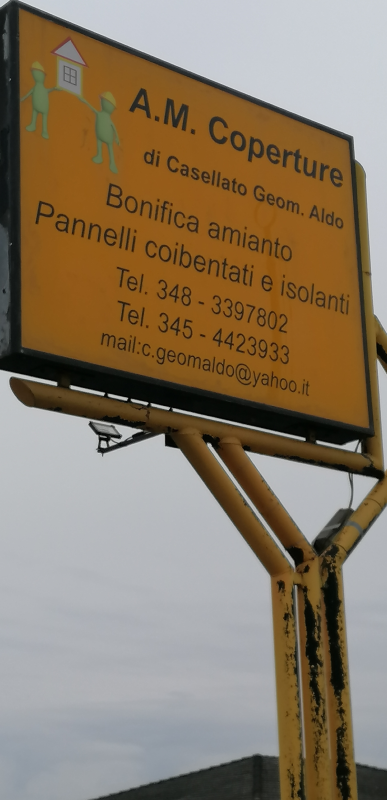 A.M. Coperture
di Casellato Geom. Aldo
Bonifica amianto
Pannelli coibentati e isolanti
Tel. 348 - 3397802
Tel. 345 - 4423933
mail:c.geomaldo@yahoo.it